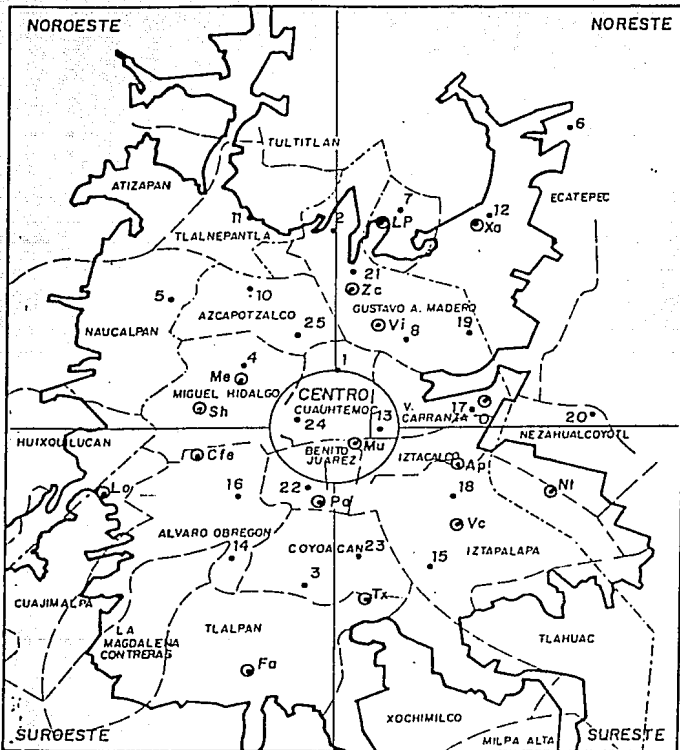 NOROESTE
NORESTE
6
TULTITLAN
ATIZAPAN
7
ECATEPEC
11
2
LP
12
Xa
TLALNEPANTLA
21
5
10
Zc
GUSTAVO A. MADERO
AZCAPOTZALCO
NAUCALPAN
25
Vi
8
19
4
1
Me
CENTRO
MIGUEL HIDALGO
CUAUHTEMOC
V.
CARRANZA
17
Sh
24
13
20
HUIXQUILUCAN
NEZAHUALCOYOTL
BENITO
JUAREZ
Mu
IZTACALCO
Cfe
Ap
Lo
16
22
Pd
18
Nt
ALVARO OBREGON
Vc
14
COYOACAN
23
15
IZTAPALAPA
3
CUAJIMALPA
Tx
LA
MAGDALENA
CONTRERAS
TLALPAN
TLAHUAC
Fa
XOCHIMILCO
SUROESTE
SURESTE
MILPA ALTA